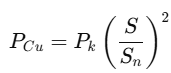 P_{Cu} = P_k \left( \frac{S}{S_n} \right)^2